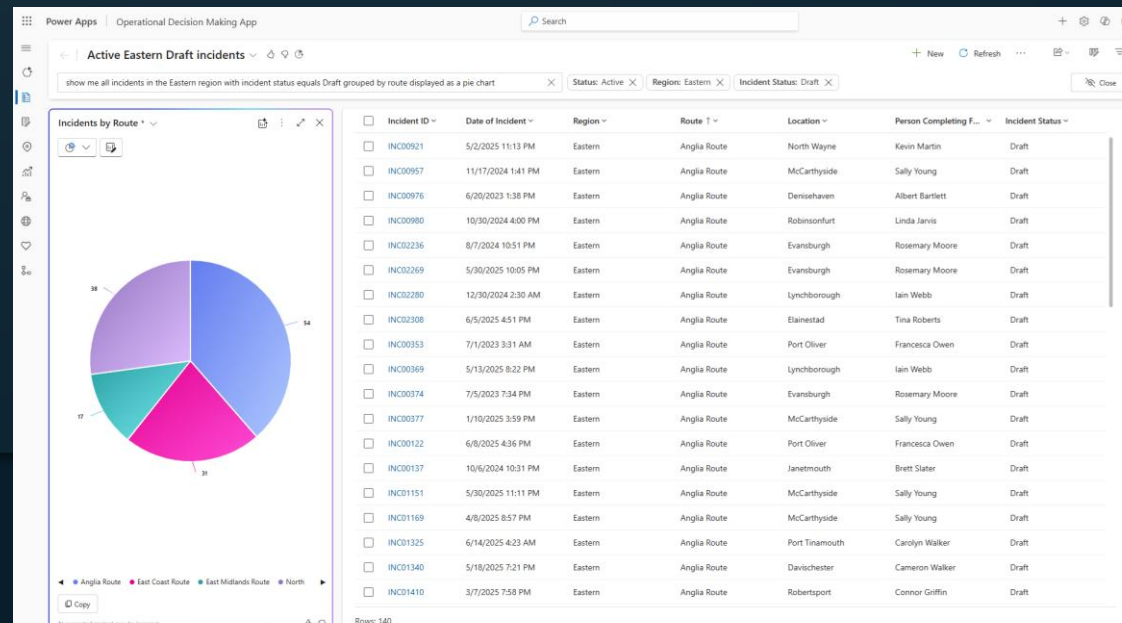 Power Apps Operational Decision Making App Search
Active Eastern Draft incidents New Refresh
show me all incidents in the Eastern region with incident status equals Draft grouped by route displayed as a pie chart Status: Active Region: Eastern Incident Status: Draft Close
Incidents by Route *
38
54
17
31
Anglia Route East Coast Route East Midlands Route North
Copy
Incident ID Date of Incident Region Route ↑ Location Person Completing F... Incident Status
INC00921 5/2/2025 11:13 PM Eastern Anglia Route North Wayne Kevin Martin Draft
INC00957 11/17/2024 1:41 PM Eastern Anglia Route McCarthyside Sally Young Draft
INC00976 6/20/2023 1:38 PM Eastern Anglia Route Denisehaven Albert Bartlett Draft
INC00980 10/30/2024 4:00 PM Eastern Anglia Route Robinsonfurt Linda Jarvis Draft
INC02236 8/7/2024 10:51 PM Eastern Anglia Route Evansburgh Rosemary Moore Draft
INC02269 5/30/2025 10:05 PM Eastern Anglia Route Evansburgh Rosemary Moore Draft
INC02280 12/30/2024 2:30 AM Eastern Anglia Route Lynchborough Iain Webb Draft
INC02308 6/5/2025 4:51 PM Eastern Anglia Route Elainestad Tina Roberts Draft
INC00353 7/1/2023 3:31 AM Eastern Anglia Route Port Oliver Francesca Owen Draft
INC00369 5/13/2025 8:22 PM Eastern Anglia Route Lynchborough Iain Webb Draft
INC00374 7/5/2023 7:34 PM Eastern Anglia Route Evansburgh Rosemary Moore Draft
INC00377 1/10/2025 3:59 PM Eastern Anglia Route McCarthyside Sally Young Draft
INC00122 6/8/2025 4:36 PM Eastern Anglia Route Port Oliver Francesca Owen Draft
INC00137 10/6/2024 10:31 PM Eastern Anglia Route Janetmouth Brett Slater Draft
INC01151 5/30/2025 11:11 PM Eastern Anglia Route McCarthyside Sally Young Draft
INC01169 4/8/2025 8:57 PM Eastern Anglia Route McCarthyside Sally Young Draft
INC01325 6/14/2025 4:23 AM Eastern Anglia Route Port Tinamouth Carolyn Walker Draft
INC01340 5/18/2025 7:21 PM Eastern Anglia Route Davischester Cameron Walker Draft
INC01410 3/7/2025 7:58 PM Eastern Anglia Route Robertsport Connor Griffin Draft
Rows: 140